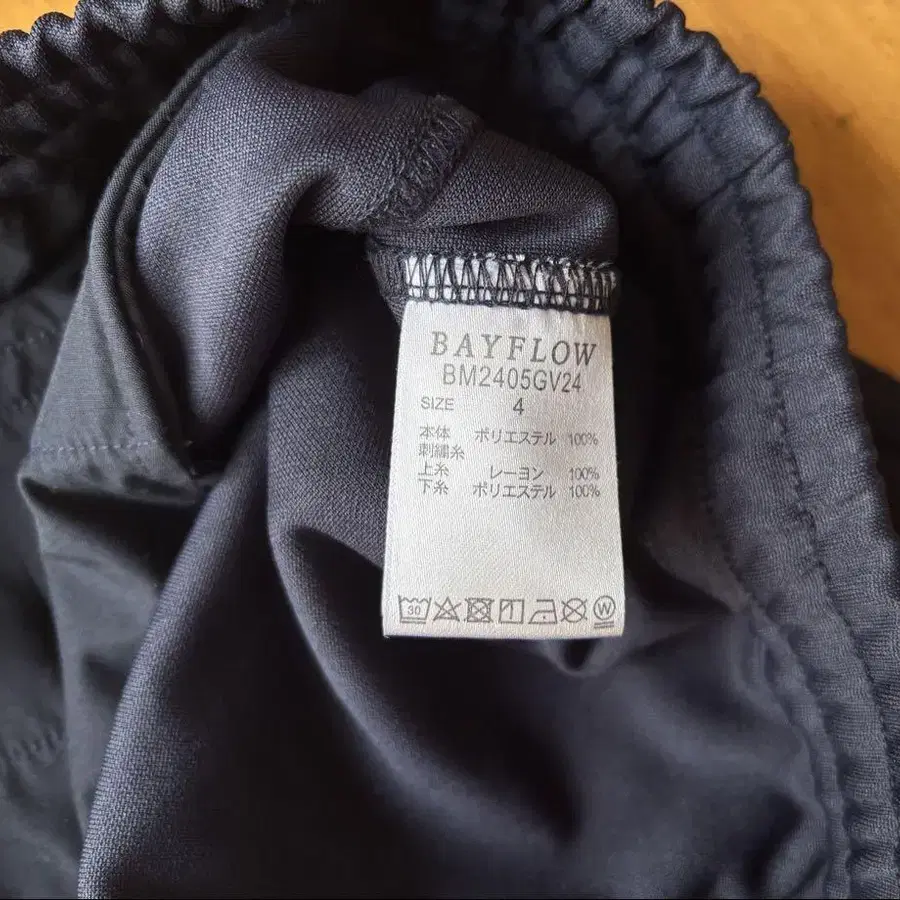 BAYFLOW
BM2405GV24
SIZE 4
本体 ポリエステル 100%
刺繍糸
上糸 レーヨン 100%
下糸 ポリエステル 100%
30
W